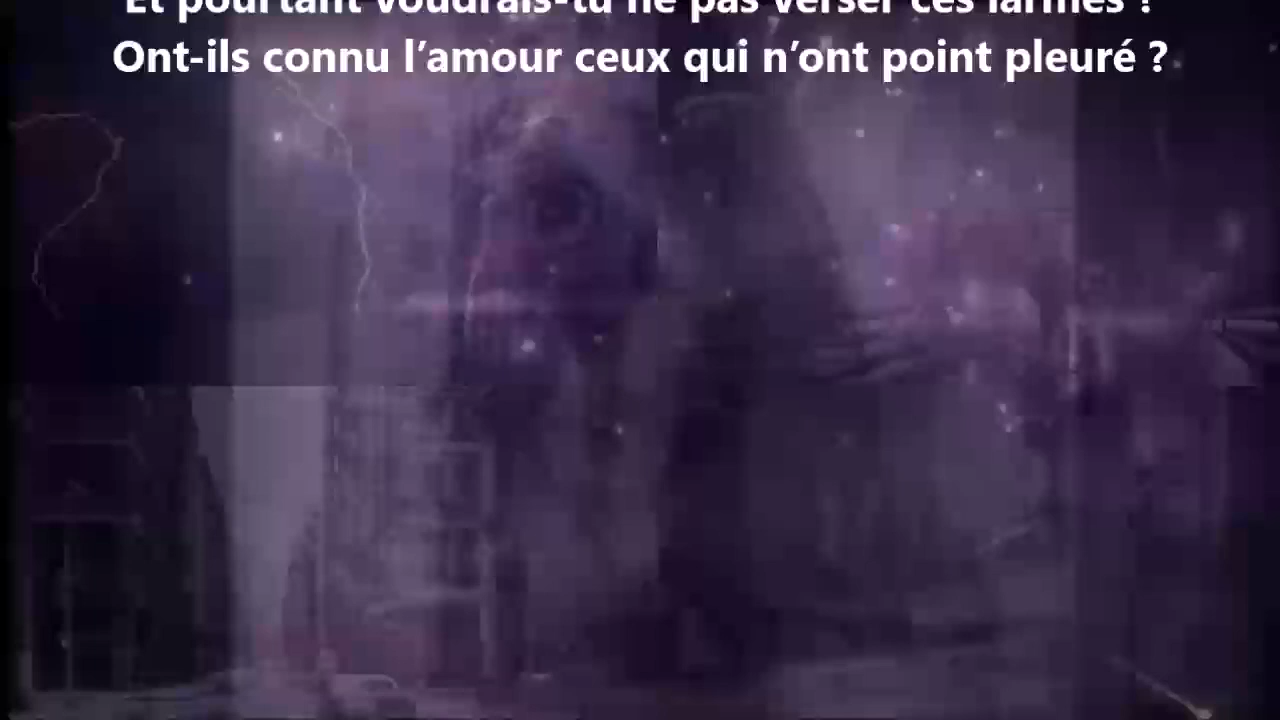 Et pourtant voudrais-tu ne pas verser ces larmes ?
Ont-ils connu l’amour ceux qui n’ont point pleuré ?